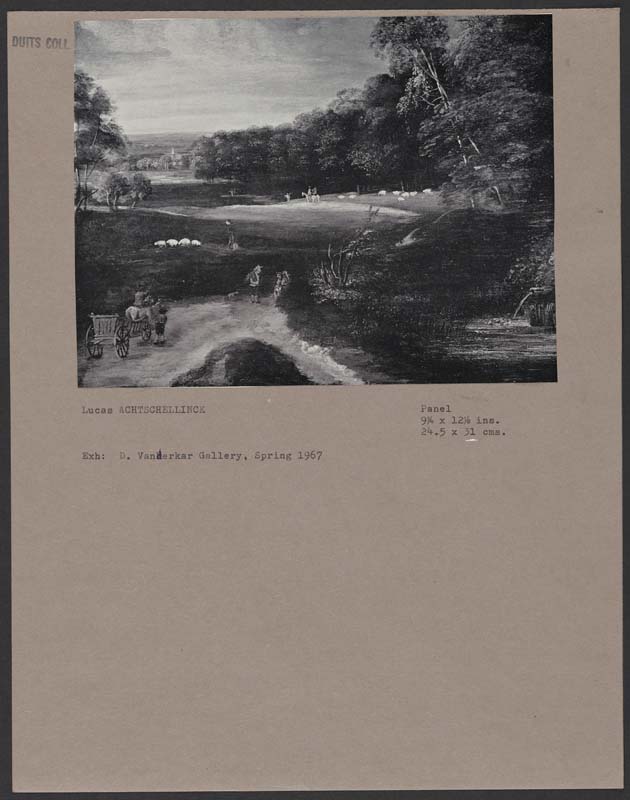 DUITS COLL
Lucas ACHTSCHELLINCK
Panel
9¾ x 12¼ ins.
24.5 x 31 cms.
Exh: D. Vanderkar Gallery, Spring 1967